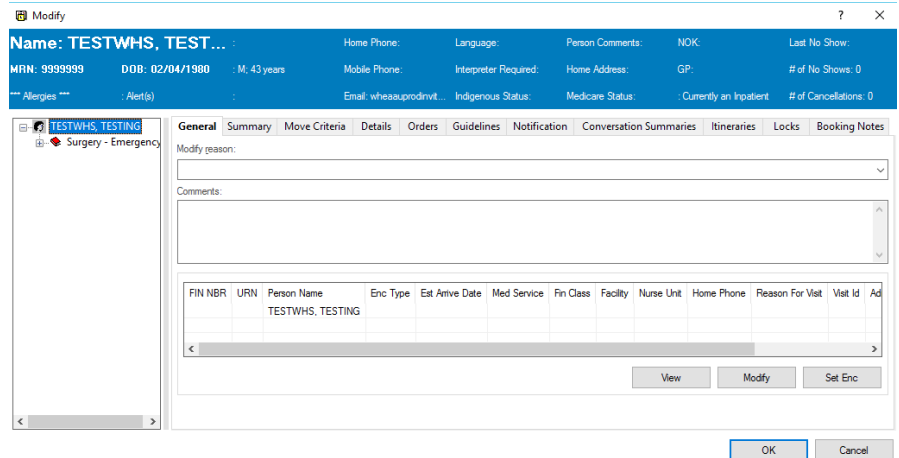 Modify
? X
Name: TESTWHS, TEST... : Home Phone: Language: Person Comments: NOK: Last No Show:
MRN: 9999999 DOB: 02/04/1980 : M; 43 years Mobile Phone: Interpreter Required: Home Address: GP: # of No Shows: 0
*** Allergies *** : Alert(s) : Email: wheaauprodinvit... Indigenous Status: Medicare Status: : Currently an Inpatient # of Cancellations: 0
TESTWHS, TESTING
Surgery - Emergency
General Summary Move Criteria Details Orders Guidelines Notification Conversation Summaries Itineraries Locks Booking Notes
Modify reason:
Comments:
FIN NBR URN Person Name Enc Type Est Arrive Date Med Service Fin Class Facility Nurse Unit Home Phone Reason For Visit Visit Id Ad
TESTWHS, TESTING
View Modify Set Enc
OK Cancel